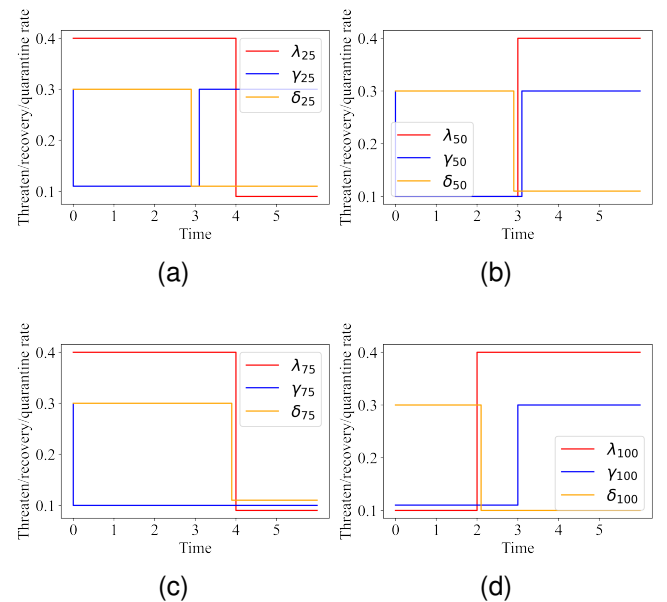 Threaten/recovery/quarantine rate
0.4
0.3
0.2
0.1
λ25
γ25
δ25
0 1 2 3 4 5
Time
(a)
Threaten/recovery/quarantine rate
0.4
0.3
0.2
0.1
λ50
γ50
δ50
0 1 2 3 4 5
Time
(b)
Threaten/recovery/quarantine rate
0.4
0.3
0.2
0.1
λ75
γ75
δ75
0 1 2 3 4 5
Time
(c)
Threaten/recovery/quarantine rate
0.4
0.3
0.2
0.1
λ100
γ100
δ100
0 1 2 3 4 5
Time
(d)